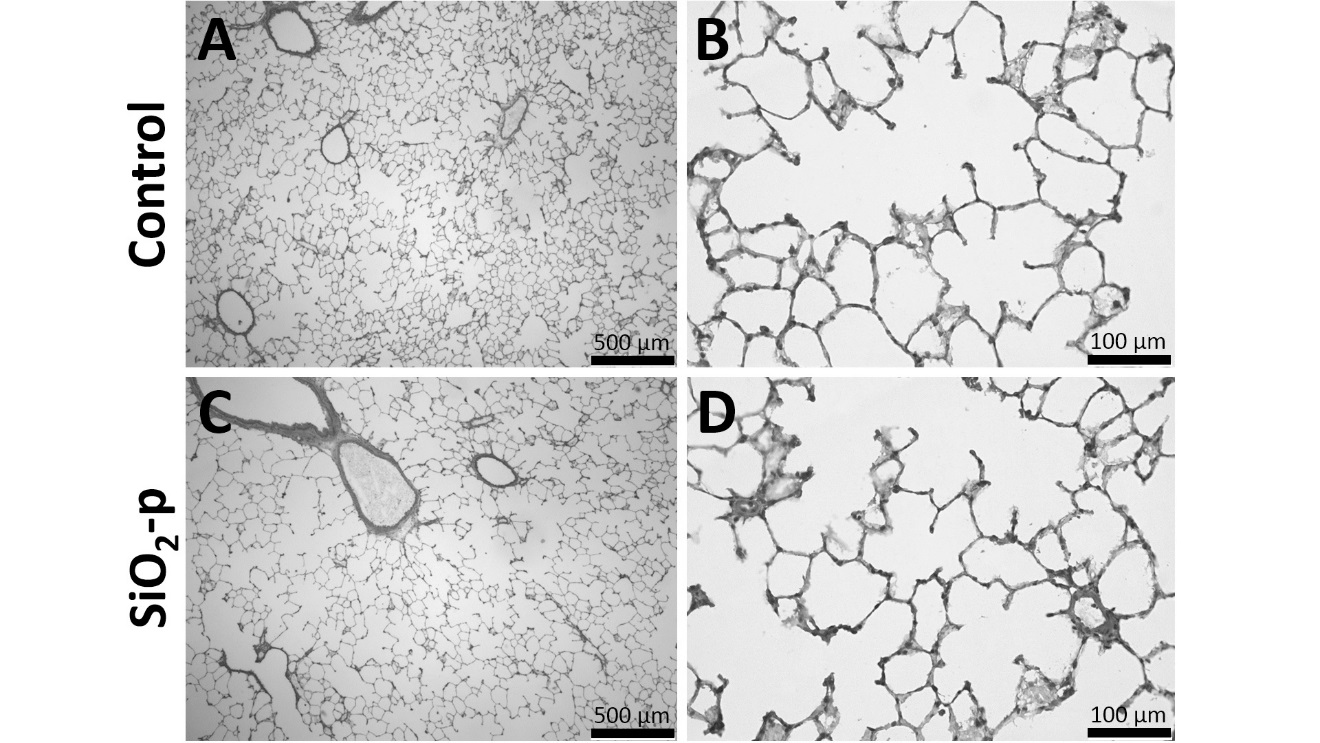 Control
A
500 µm
B
100 µm
SiO₂-p
C
500 µm
D
100 µm